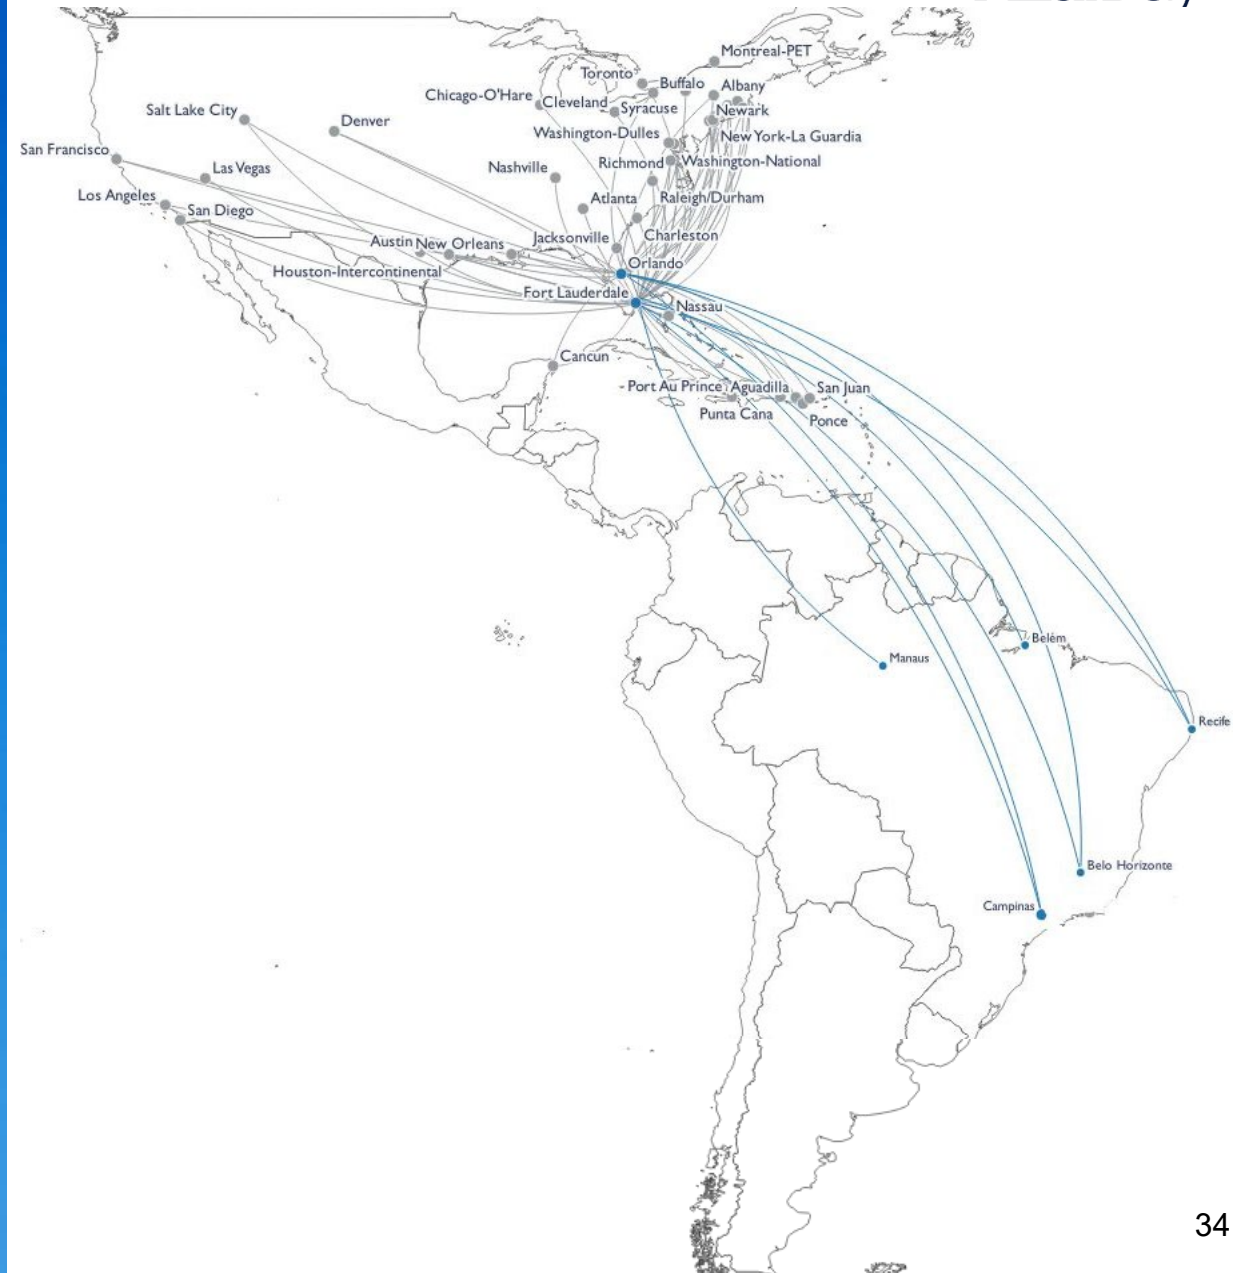 Montreal-PET
Toronto
Buffalo
Albany
Chicago-O'Hare
Cleveland
Syracuse
Newark
Salt Lake City
Denver
Washington-Dulles
New York-La Guardia
San Francisco
Las Vegas
Nashville
Richmond
Washington-National
Los Angeles
San Diego
Atlanta
Raleigh/Durham
Austin
New Orleans
Jacksonville
Charleston
Houston-Intercontinental
Orlando
Fort Lauderdale
Nassau
Cancun
Port Au Prince
Aguadilla
San Juan
Punta Cana
Ponce
Belém
Manaus
Recife
Belo Horizonte
Campinas
34